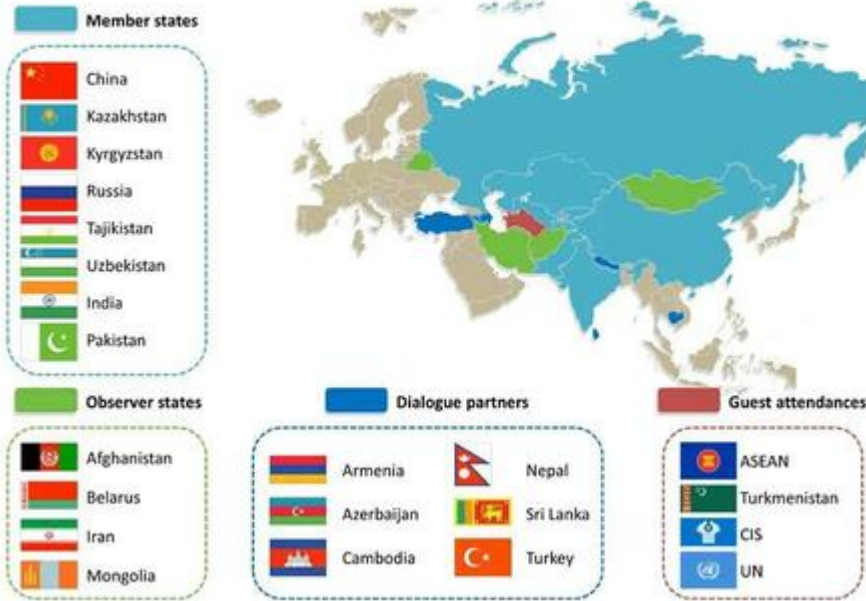 Member states
China
Kazakhstan
Kyrgyzstan
Russia
Tajikistan
Uzbekistan
India
Pakistan
Observer states
Afghanistan
Belarus
Iran
Mongolia
Dialogue partners
Armenia
Azerbaijan
Cambodia
Nepal
Sri Lanka
Turkey
Guest attendances
ASEAN
Turkmenistan
CIS
UN